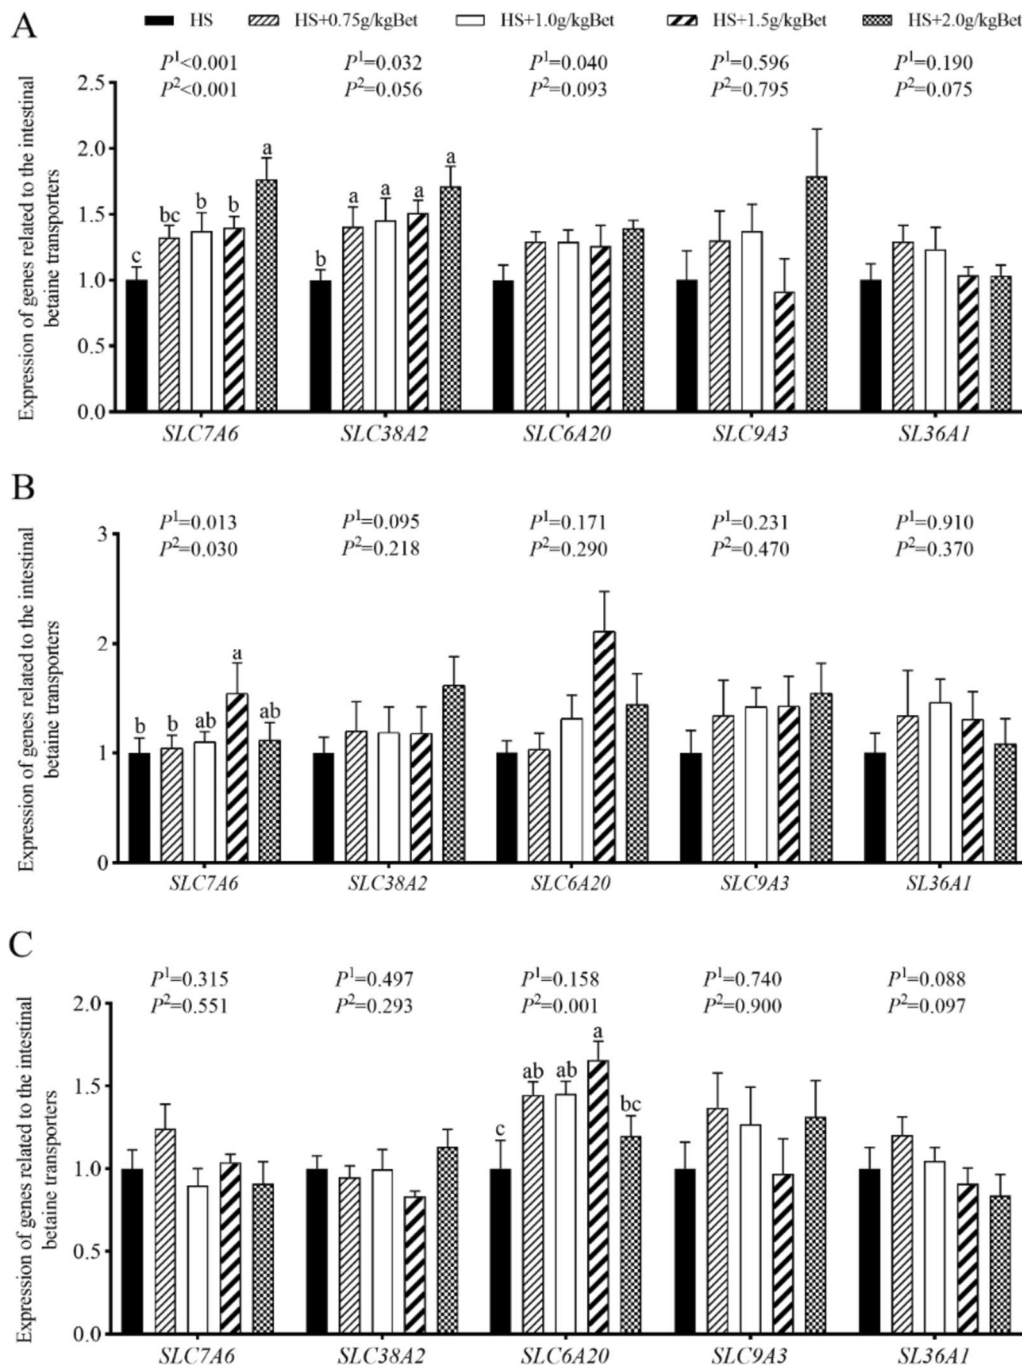 A
HS HS+0.75g/kgBet HS+1.0g/kgBet HS+1.5g/kgBet HS+2.0g/kgBet
P¹<0.001 P¹=0.032 P¹=0.040 P¹=0.596 P¹=0.190
P²<0.001 P²=0.056 P²=0.093 P²=0.795 P²=0.075
Expression of genes related to the intestinal
betaine transporters
2.5
2.0
1.5
1.0
0.5
0.0
c bc b b a
b a a a a
SLC7A6 SLC38A2 SLC6A20 SLC9A3 SL36A1
B
P¹=0.013 P¹=0.095 P¹=0.171 P¹=0.231 P¹=0.910
P²=0.030 P²=0.218 P²=0.290 P²=0.470 P²=0.370
Expression of genes related to the intestinal
betaine transporters
3
2
1
0
b b ab a ab
SLC7A6 SLC38A2 SLC6A20 SLC9A3 SL36A1
C
P¹=0.315 P¹=0.497 P¹=0.158 P¹=0.740 P¹=0.088
P²=0.551 P²=0.293 P²=0.001 P²=0.900 P²=0.097
Expression of genes related to the intestinal
betaine transporters
2.0
1.5
1.0
0.5
0.0
c ab ab a bc
SLC7A6 SLC38A2 SLC6A20 SLC9A3 SL36A1